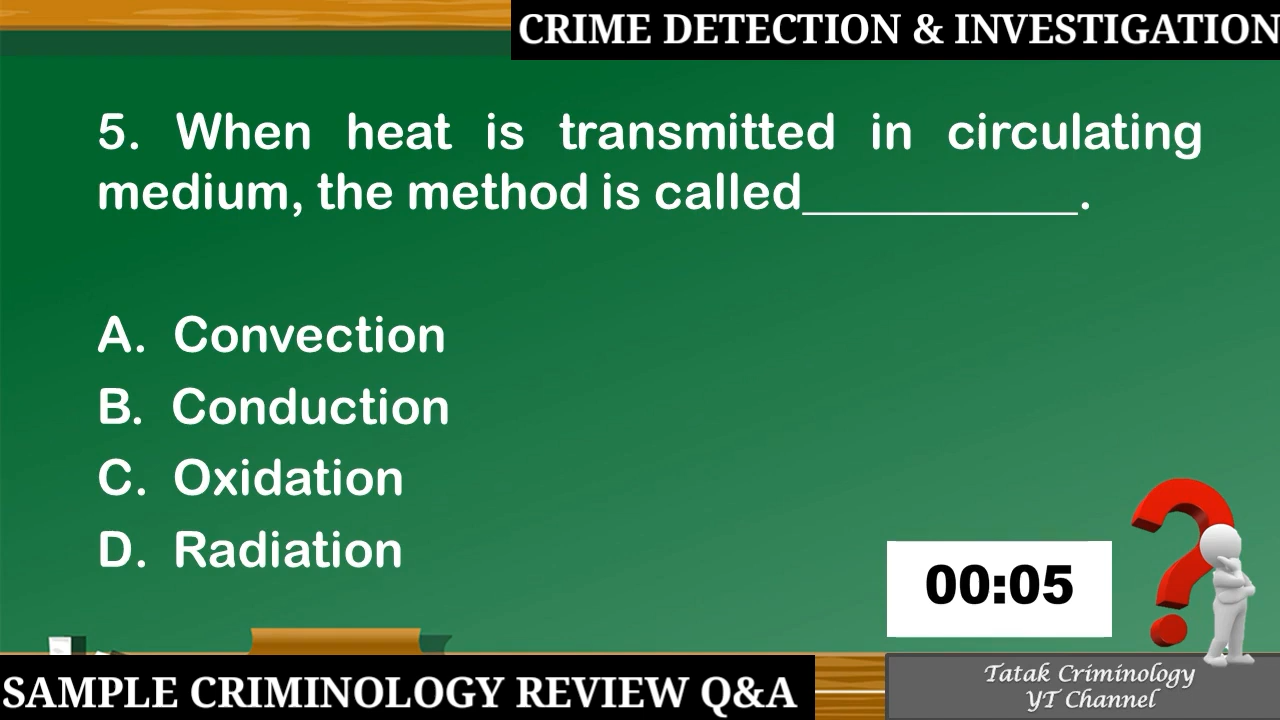 CRIME DETECTION & INVESTIGATION
5. When heat is transmitted in circulating
medium, the method is called___________.
A. Convection
B. Conduction
C. Oxidation
D. Radiation
00:05
SAMPLE CRIMINOLOGY REVIEW Q&A
Tatak Criminology
YT Channel